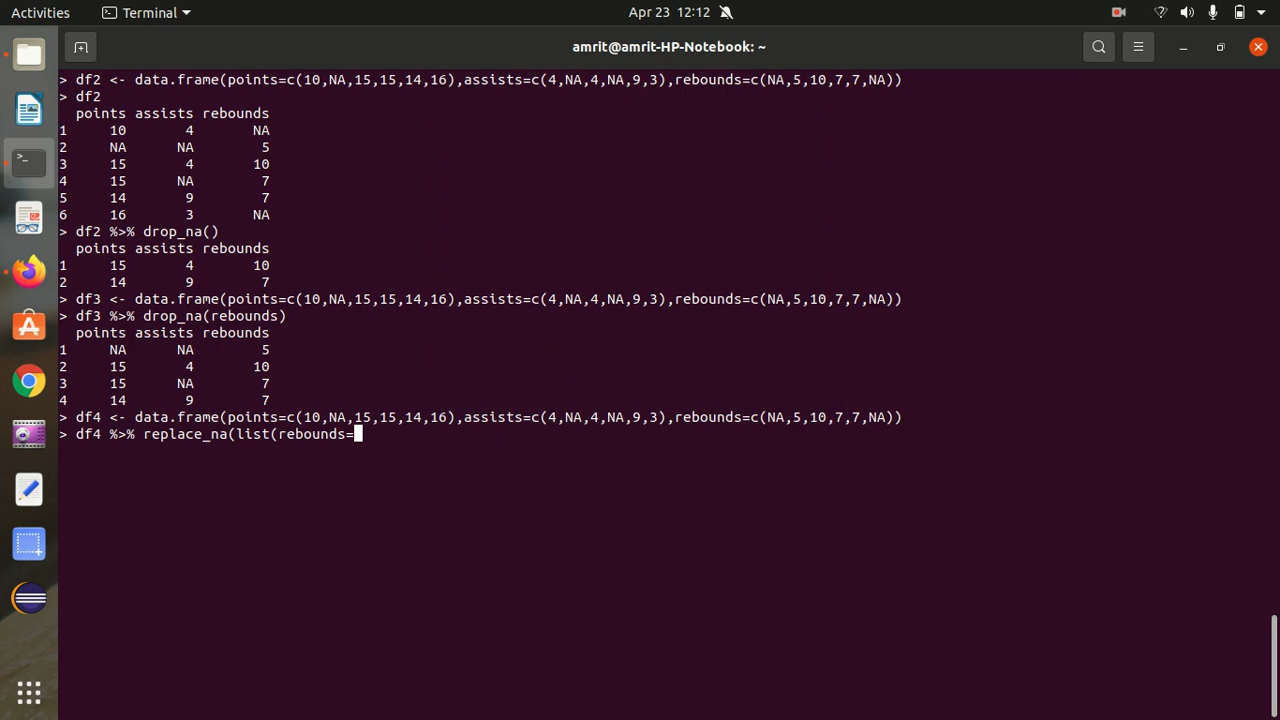 Activities Terminal Apr 23 12:12
amrit@amrit-HP-Notebook: ~
> df2 <- data.frame(points=c(10,NA,15,15,14,16),assists=c(4,NA,4,NA,9,3),rebounds=c(NA,5,10,7,7,NA))
> df2
  points assists rebounds
1     10       4       NA
2     NA      NA        5
3     15       4       10
4     15      NA        7
5     14       9        7
6     16       3       NA
> df2 %>% drop_na()
  points assists rebounds
1     15       4       10
2     14       9        7
> df3 <- data.frame(points=c(10,NA,15,15,14,16),assists=c(4,NA,4,NA,9,3),rebounds=c(NA,5,10,7,7,NA))
> df3 %>% drop_na(rebounds)
  points assists rebounds
1     NA      NA        5
2     15       4       10
3     15      NA        7
4     14       9        7
> df4 <- data.frame(points=c(10,NA,15,15,14,16),assists=c(4,NA,4,NA,9,3),rebounds=c(NA,5,10,7,7,NA))
> df4 %>% replace_na(list(rebounds=